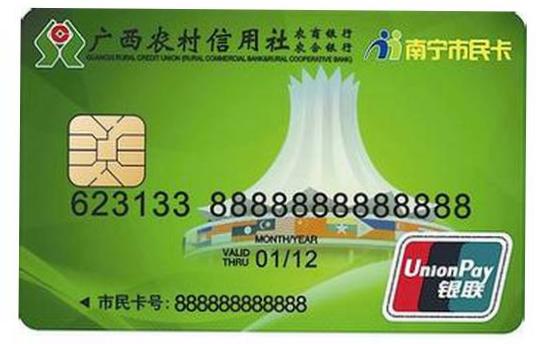 广西农村信用社 农商银行 农合银行
GUANGXI RURAL CREDIT UNION (RURAL COMMERCIAL BANK&RURAL COOPERATIVE BANK)
南宁市民卡
623133 8888888888888
MONTH/YEAR
VALID THRU 01/12
UnionPay
银联
市民卡号: 888888888888